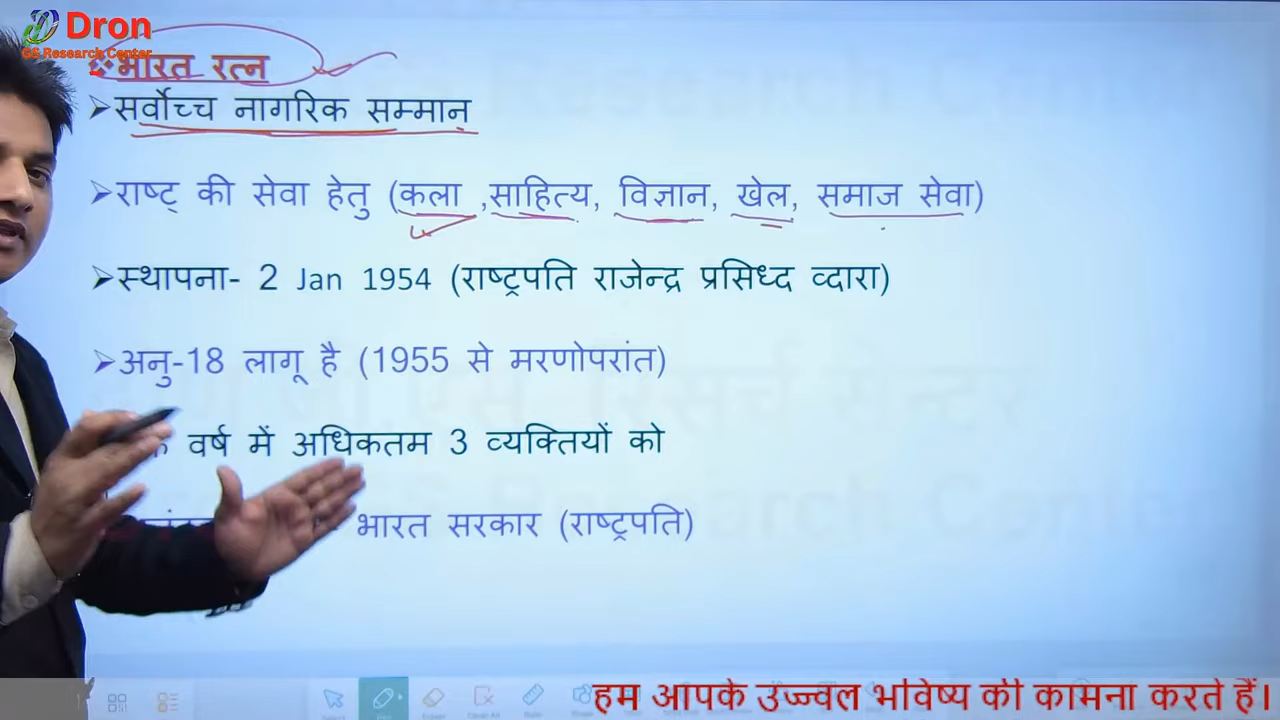 Dron
GS Research Center
भारत रत्न
सर्वोच्च नागरिक सम्मान
राष्ट् की सेवा हेतु (कला ,साहित्य, विज्ञान, खेल, समाज सेवा)
स्थापना- 2 Jan 1954 (राष्ट्रपति राजेन्द्र प्रसिध्द व्दारा)
अनु-18 लागू है (1955 से मरणोपरांत)
वर्ष में अधिकतम 3 व्यक्तियों को
भारत सरकार (राष्ट्रपति)
हम आपके उज्ज्वल भविष्य की कामना करते हैं।